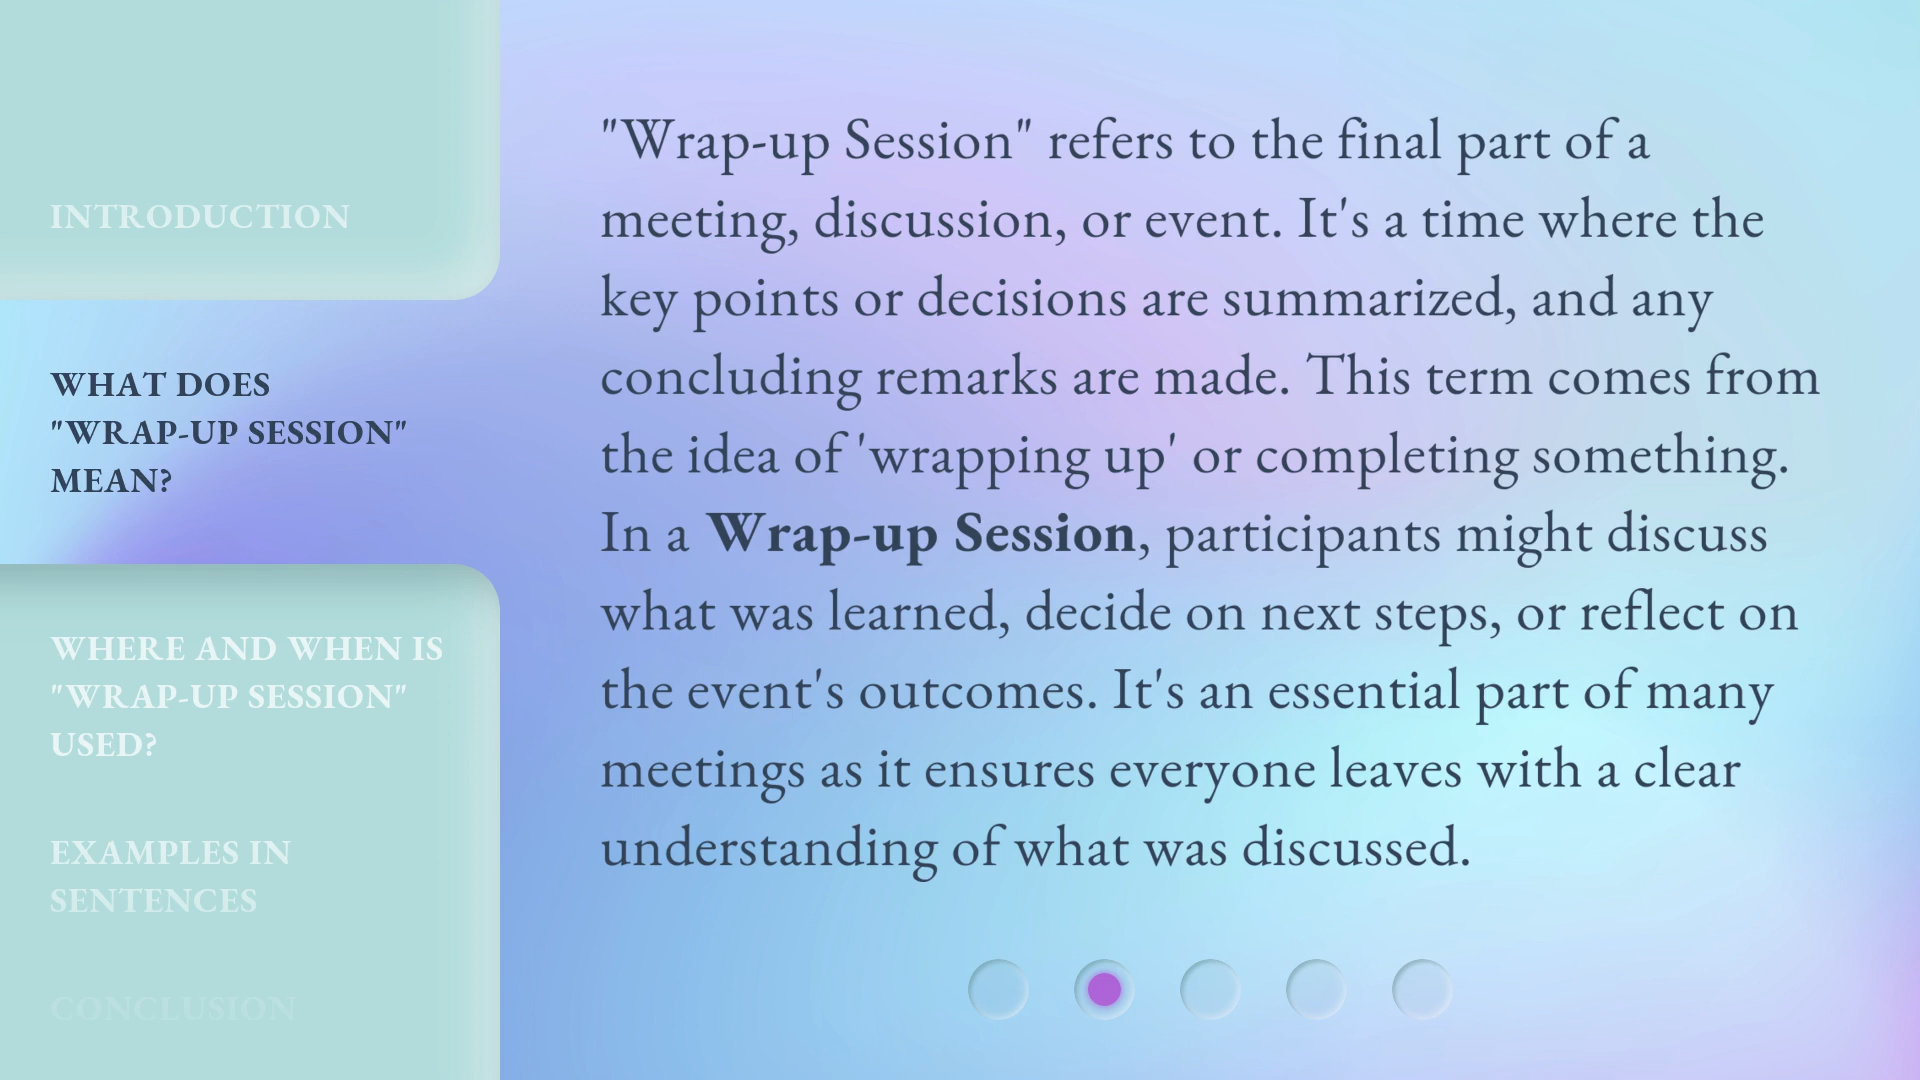 INTRODUCTION
WHAT DOES
"WRAP-UP SESSION"
MEAN?
WHERE AND WHEN IS
"WRAP-UP SESSION"
USED?
EXAMPLES IN
SENTENCES
CONCLUSION
"Wrap-up Session" refers to the final part of a
meeting, discussion, or event. It's a time where the
key points or decisions are summarized, and any
concluding remarks are made. This term comes from
the idea of 'wrapping up' or completing something.
In a Wrap-up Session, participants might discuss
what was learned, decide on next steps, or reflect on
the event's outcomes. It's an essential part of many
meetings as it ensures everyone leaves with a clear
understanding of what was discussed.